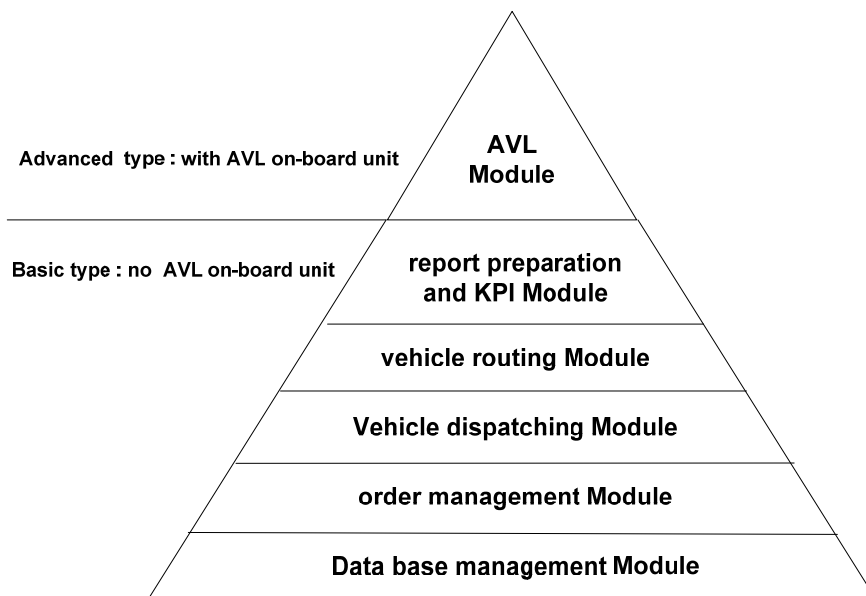 AVL
Module
Advanced type : with AVL on-board unit
Basic type : no AVL on-board unit
report preparation
and KPI Module
vehicle routing Module
Vehicle dispatching Module
order management Module
Data base management Module